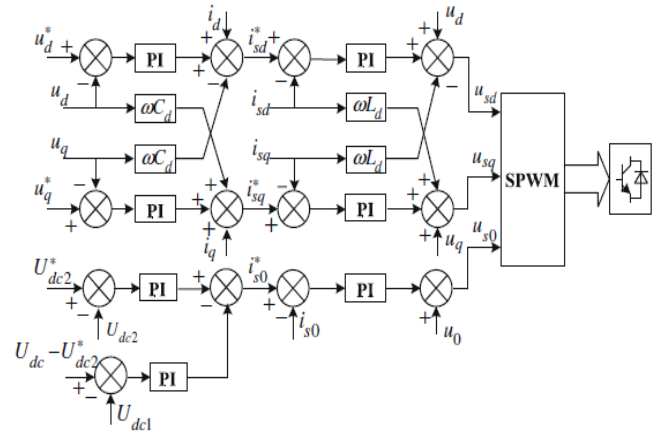 i_d u_d
u_d^* + − PI + + − i_sd^* + − PI + + − u_sd
u_d ωC_d i_sd ωL_d
u_q ωC_d i_sq ωL_d u_sq SPWM
u_q^* − + PI + + + i_sq^* − + PI + + +
i_q u_q u_s0
U_dc2^* + − PI + − i_s0^* + − PI + +
U_dc2 i_s0 u_0
U_dc − U_dc2^* + − PI
U_dc1